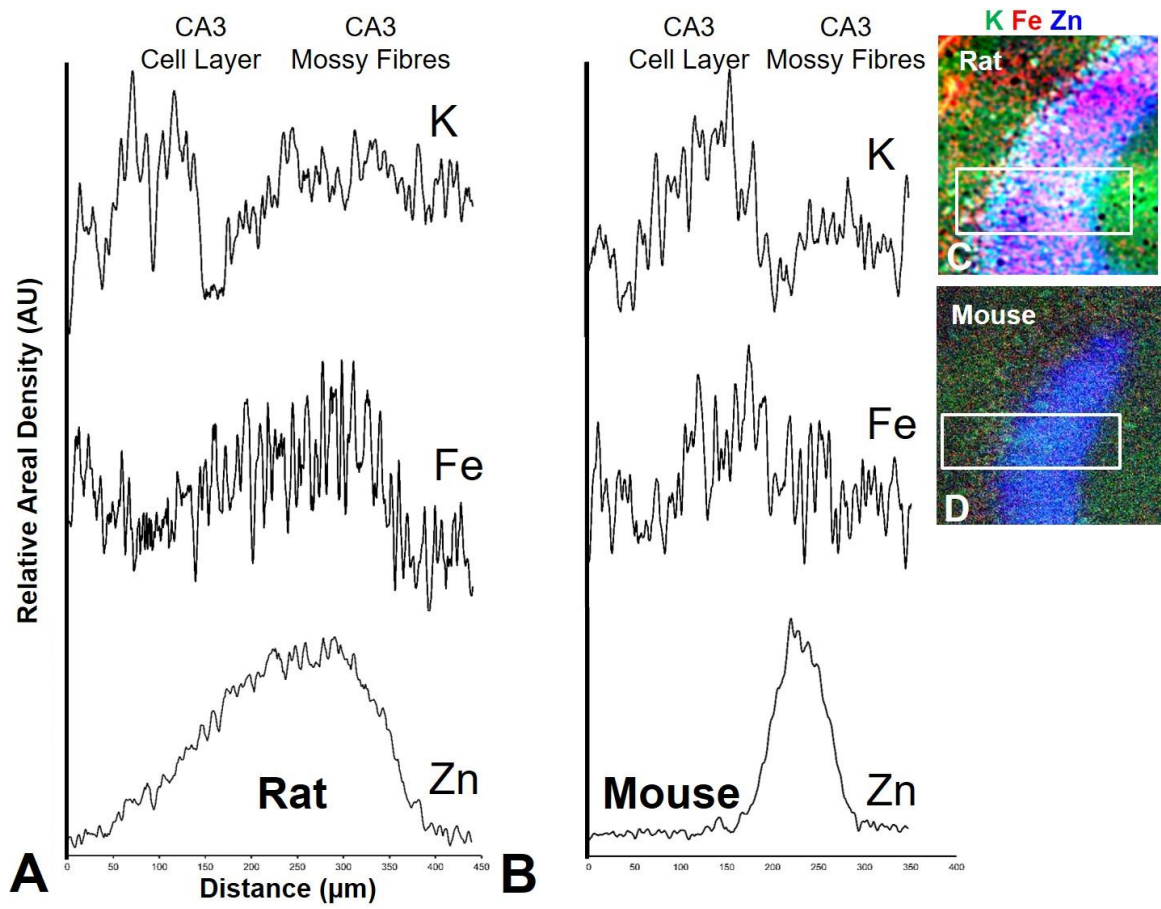 CA3
Cell Layer
CA3
Mossy Fibres
CA3
Cell Layer
CA3
Mossy Fibres
K Fe Zn
Relative Areal Density (AU)
K
Fe
Zn
Rat
0 50 100 150 200 250 300 350 400 450
Distance (µm)
A
K
Fe
Zn
Mouse
0 50 100 150 200 250 300 350 400
B
Rat
C
Mouse
D